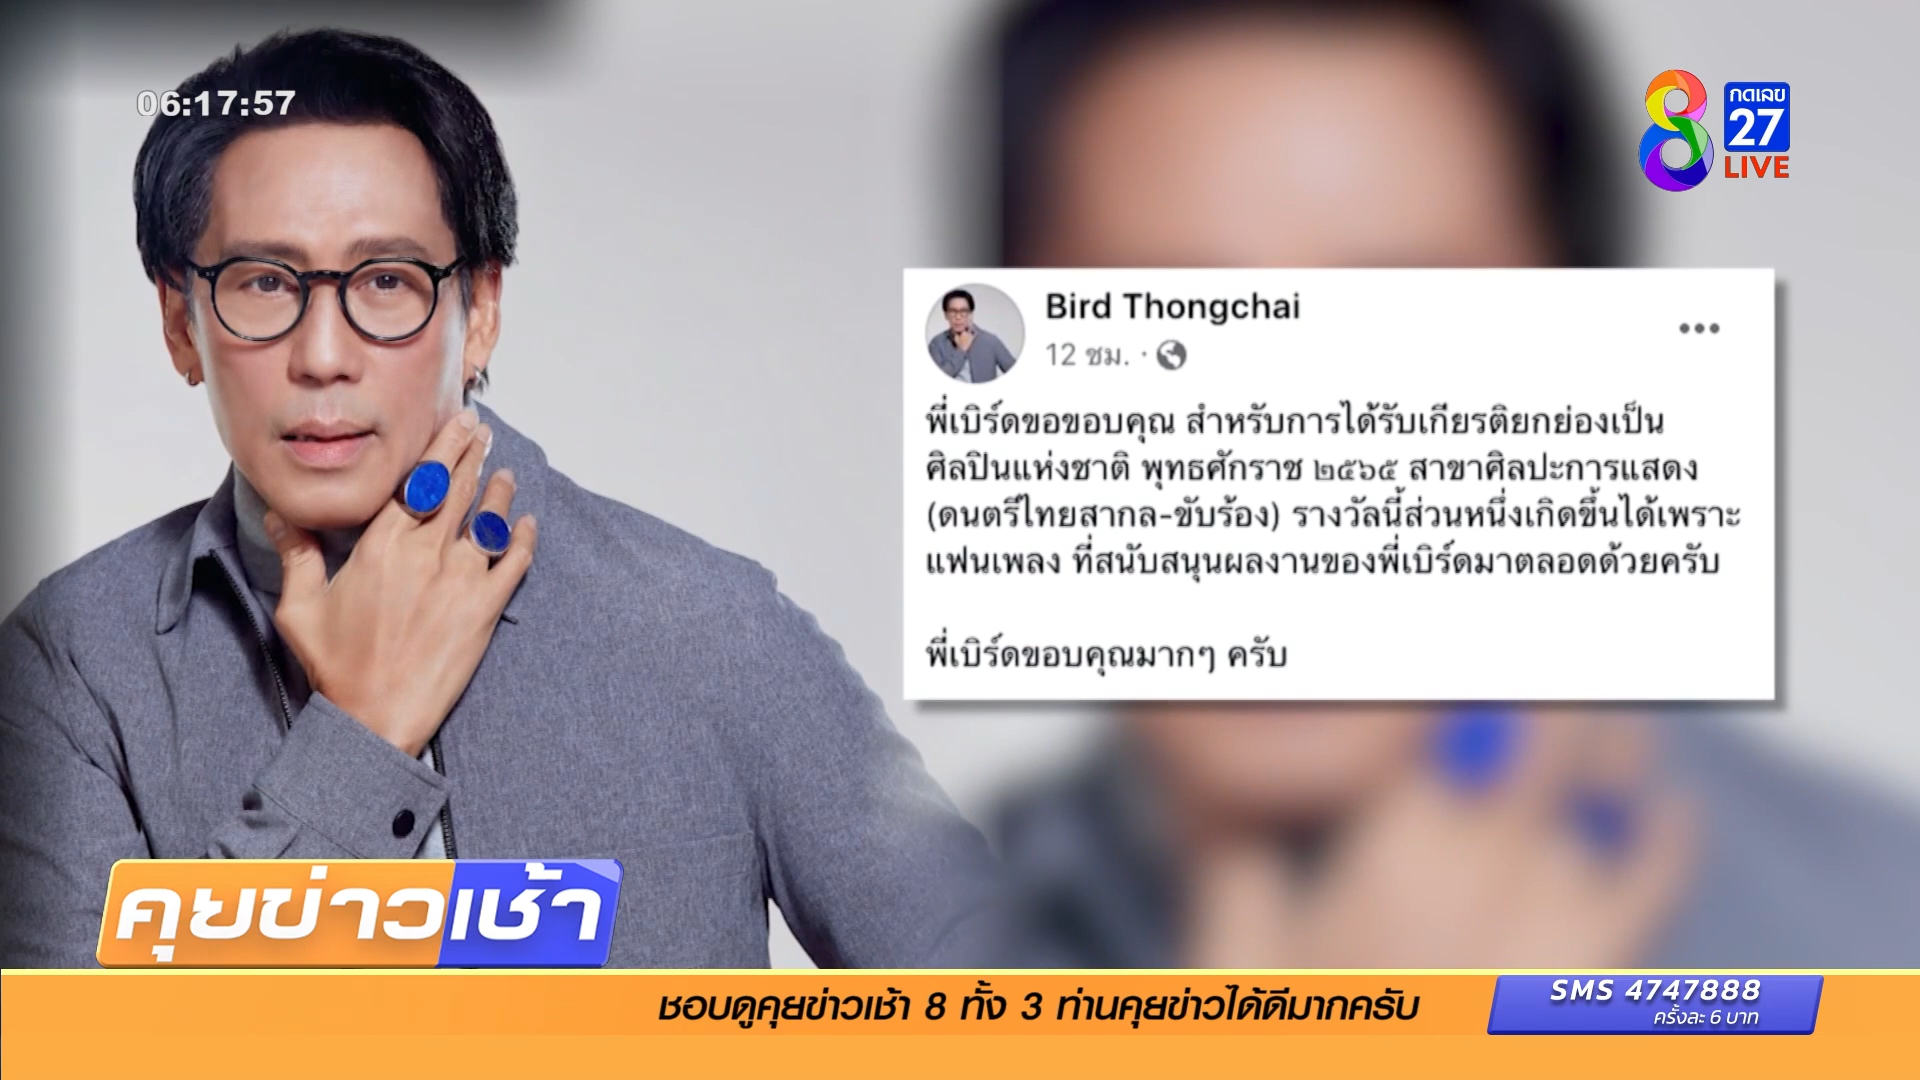 06:17:57
8
กดเลข
27
LIVE
Bird Thongchai
12 ชม.
พี่เบิร์ดขอขอบคุณ สำหรับการได้รับเกียรติยกย่องเป็น
ศิลปินแห่งชาติ พุทธศักราช ๒๕๖๕ สาขาศิลปะการแสดง
(ดนตรีไทยสากล-ขับร้อง) รางวัลนี้ส่วนหนึ่งเกิดขึ้นได้เพราะ
แฟนเพลง ที่สนับสนุนผลงานของพี่เบิร์ดมาตลอดด้วยครับ
พี่เบิร์ดขอบคุณมากๆ ครับ
คุยข่าวเช้า
ชอบดูคุยข่าวเช้า 8 ทั้ง 3 ท่านคุยข่าวได้ดีมากครับ
SMS 4747888
ครั้งละ 6 บาท